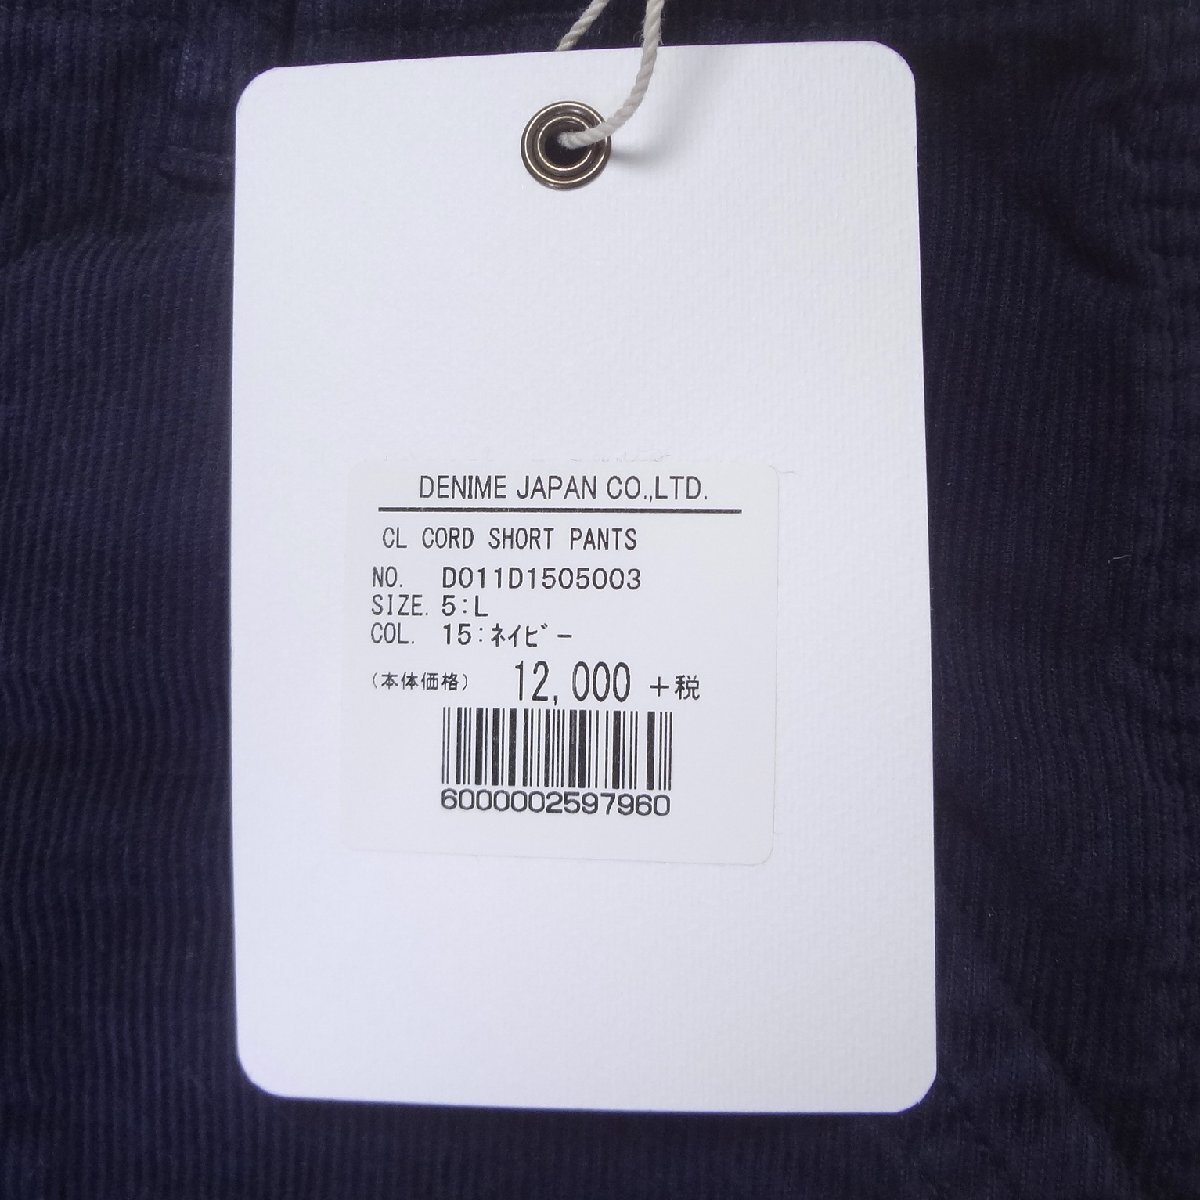 DENIME JAPAN CO.,LTD.
CL CORD SHORT PANTS
NO. D011D1505003
SIZE. 5:L
COL. 15:ﾈｲﾋﾞｰ
(本体価格) 12,000 +税
6000002597960